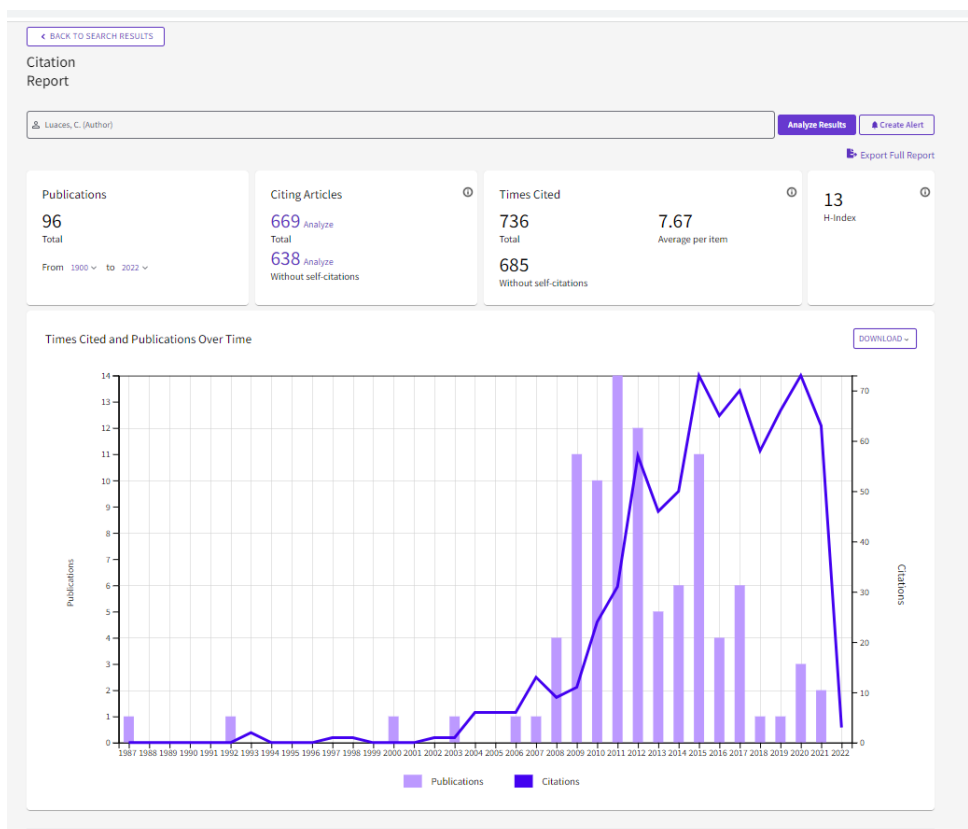 BACK TO SEARCH RESULTS
Citation
Report
Luaces, C. (Author)
Analyze Results
Create Alert
Export Full Report
Publications
96
Total
From 1900 to 2022
Citing Articles
669 Analyze
Total
638 Analyze
Without self-citations
Times Cited
736
Total
7.67
Average per item
685
Without self-citations
13
H-Index
Times Cited and Publications Over Time
DOWNLOAD
14
13
12
11
10
9
8
7
6
5
4
3
2
1
0
Publications
70
60
50
40
30
20
10
0
Citations
1987 1988 1989 1990 1991 1992 1993 1994 1995 1996 1997 1998 1999 2000 2001 2002 2003 2004 2005 2006 2007 2008 2009 2010 2011 2012 2013 2014 2015 2016 2017 2018 2019 2020 2021 2022
Publications Citations